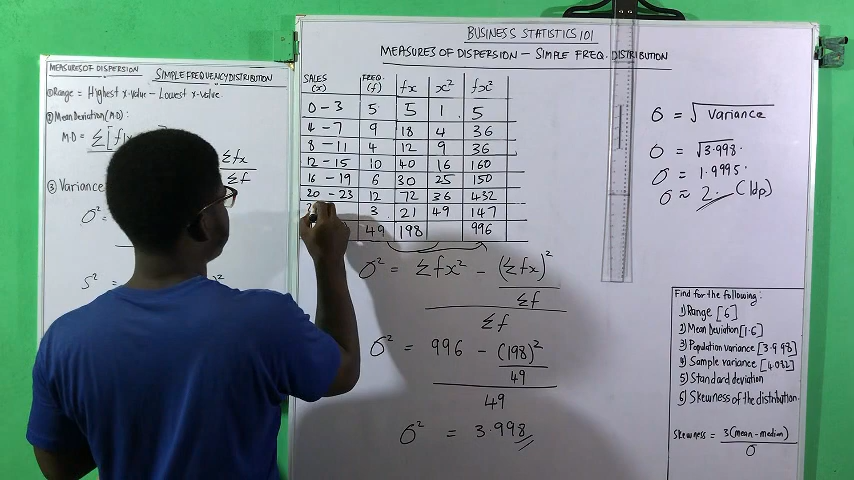 BUSINESS STATISTICS 101
MEASURES OF DISPERSION – SIMPLE FREQ. DISTRIBUTION
MEASURES OF DISPERSION
SIMPLE FREQUENCY DISTRIBUTION
① Range = Highest x-value – Lowest x-value
② Mean Deviation (MD)
MD = Σ[f|x
Σfx
Σf
③ Variance
σ² =
S² =
SALES (x) FREQ. (f) fx x² fx²
0 – 3 5 5 1 5
4 – 7 9 18 4 36
8 – 11 4 12 9 36
12 – 15 10 40 16 160
16 – 19 6 30 25 150
20 – 23 12 72 36 432
3 21 49 147
49 198 996
σ² = Σfx² – (Σfx)²
Σf
Σf
σ² = 996 – (198)²
49
49
σ² = 3.998
σ = √Variance
σ = √3.998
σ = 1.9995
σ ≈ 2. (1dp)
Find for the following:
1) Range [6]
2) Mean Deviation [1.6]
3) Population variance [3.998]
4) Sample variance [4.082]
5) Standard deviation
6) Skewness of the distribution.
Skewness = 3(mean – median)
σ